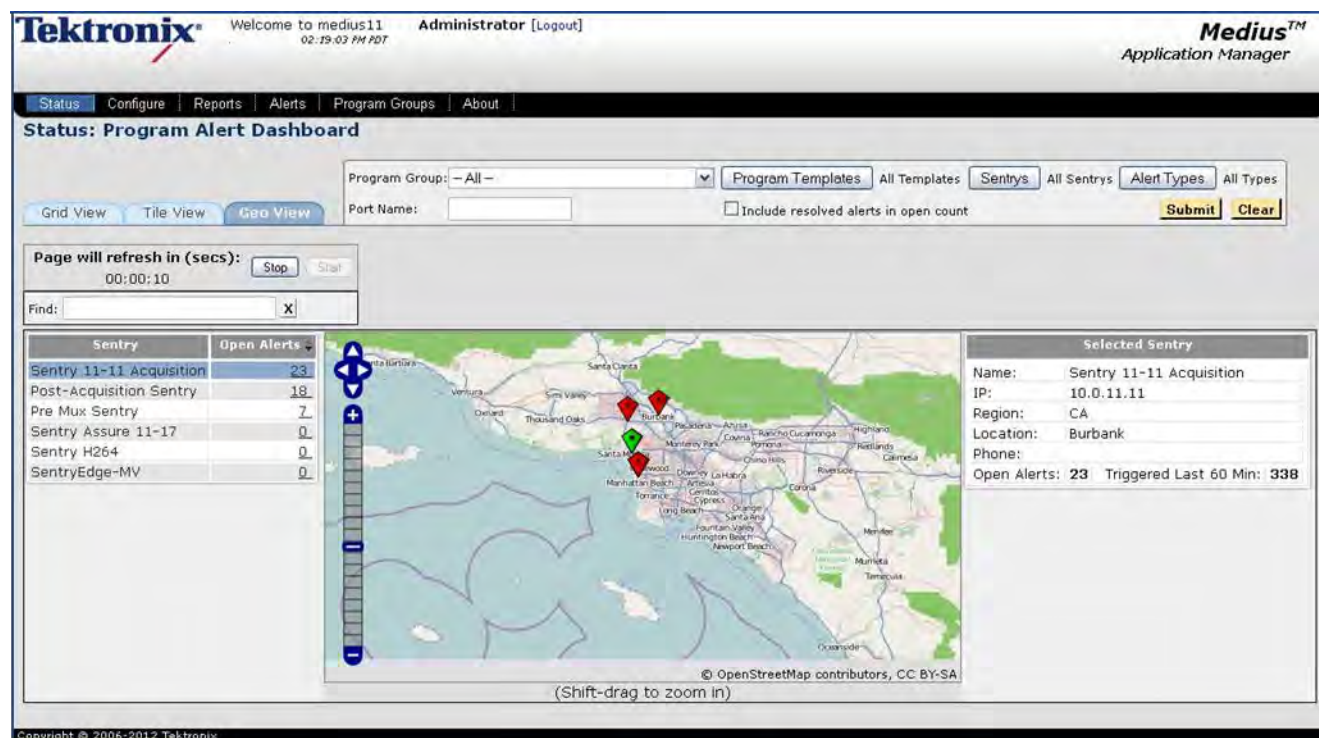 Tektronix®
Welcome to medius11 Administrator [Logout]
02:19:03 PM PDT
Medius™
Application Manager
Status Configure Reports Alerts Program Groups About
Status: Program Alert Dashboard
Program Group: – All – Program Templates All Templates Sentrys All Sentrys Alert Types All Types
Grid View Tile View Geo View
Port Name: Include resolved alerts in open count Submit Clear
Page will refresh in (secs):
00:00:10
Stop Start
Find: X
Sentry Open Alerts
Sentry 11-11 Acquisition 23
Post-Acquisition Sentry 18
Pre Mux Sentry 7
Sentry Assure 11-17 0
Sentry H264 0
SentryEdge-MV 0
Santa Clarita
Ventura
Simi Valley
Oxnard
Thousand Oaks
Burbank
Pasadena
Azusa
Monterey Park
Covina
Rancho Cucamonga
Highland
Pomona
Redlands
Chino Hills
Calimesa
Downey
La Habra
Riverside
Manhattan Beach
Artesia
Corona
Torrance
Cerritos
Cypress
Long Beach
Orange
Santa Ana
Fountain Valley
Huntington Beach
Newport Beach
Menifee
Murrieta
Temecula
Oceanside
© OpenStreetMap contributors, CC BY-SA
(Shift-drag to zoom in)
Selected Sentry
Name: Sentry 11-11 Acquisition
IP: 10.0.11.11
Region: CA
Location: Burbank
Phone:
Open Alerts: 23 Triggered Last 60 Min: 338
Copyright © 2006-2012 Tektronix